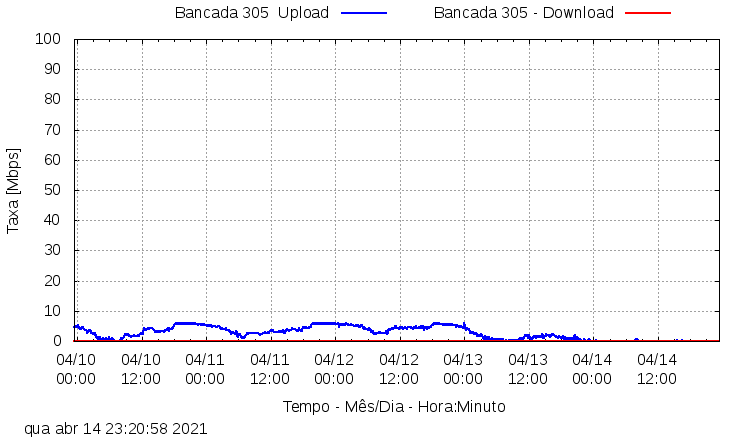 Bancada 305  Upload
Bancada 305 - Download
100
90
80
70
60
50
40
30
20
10
0
Taxa [Mbps]
04/10 04/10 04/11 04/11 04/12 04/12 04/13 04/13 04/14 04/14
00:00 12:00 00:00 12:00 00:00 12:00 00:00 12:00 00:00 12:00
Tempo - Mês/Dia - Hora:Minuto
qua abr 14 23:20:58 2021